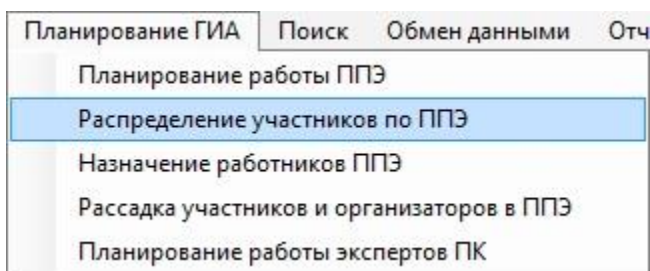 Планирование ГИА Поиск Обмен данными Отч
Планирование работы ППЭ
Распределение участников по ППЭ
Назначение работников ППЭ
Рассадка участников и организаторов в ППЭ
Планирование работы экспертов ПК